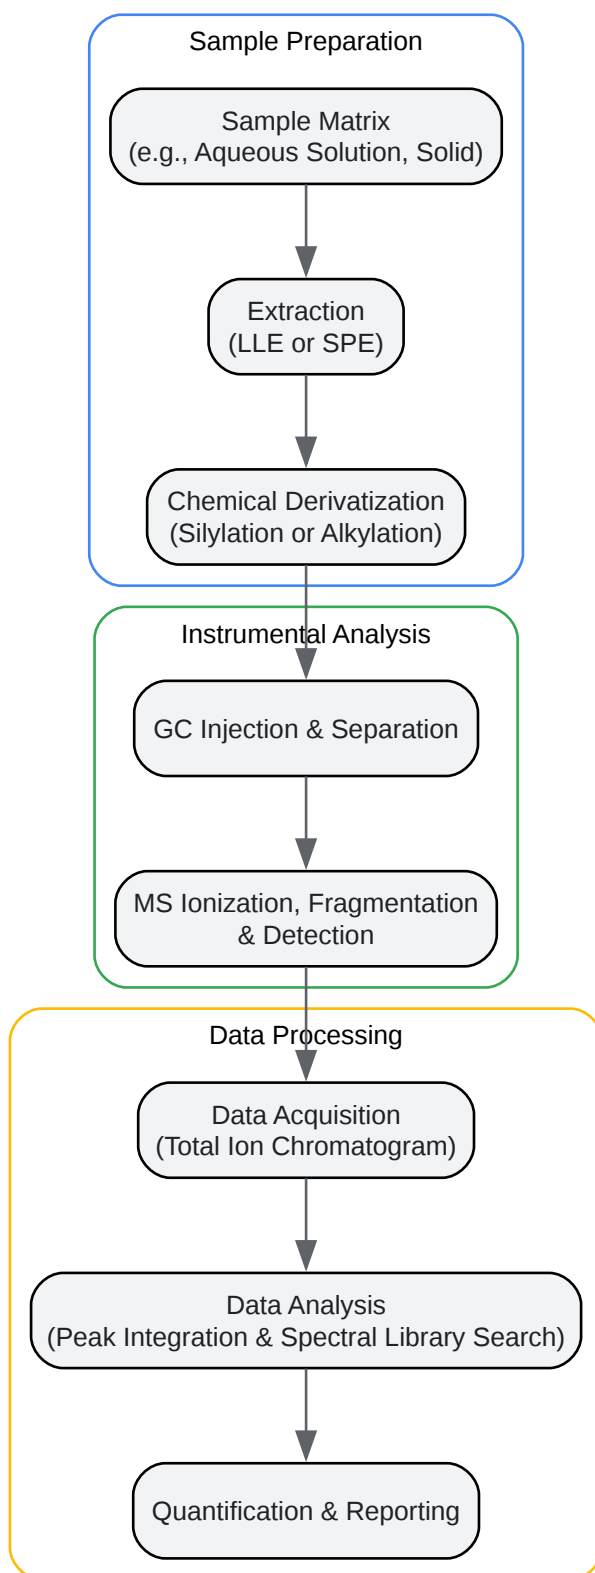 Sample Preparation
Sample Matrix
(e.g., Aqueous Solution, Solid)
Extraction
(LLE or SPE)
Chemical Derivatization
(Silylation or Alkylation)
Instrumental Analysis
GC Injection & Separation
MS Ionization, Fragmentation
& Detection
Data Processing
Data Acquisition
(Total Ion Chromatogram)
Data Analysis
(Peak Integration & Spectral Library Search)
Quantification & Reporting